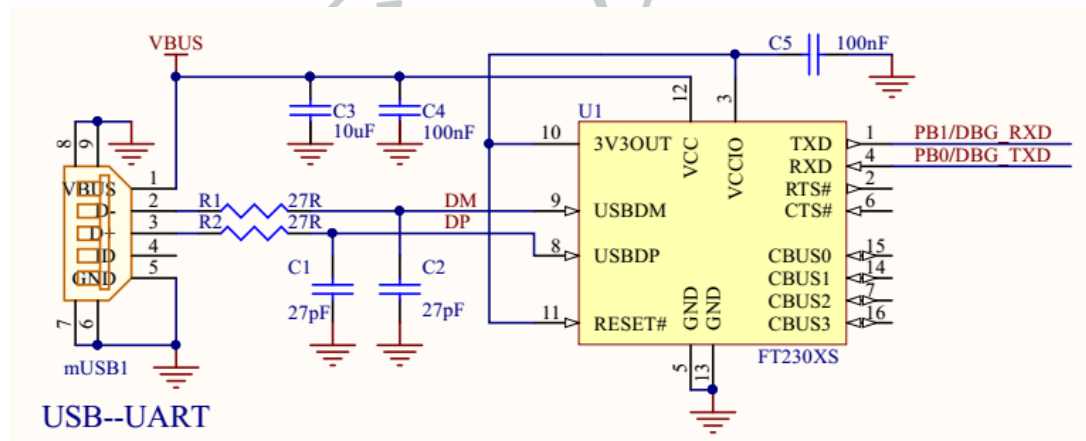 VBUS
C5 100nF
C3
10uF
C4
100nF
U1
12
3
8
9
VBUS
D-
D+
ID
GND
1
2
3
4
5
7
6
mUSB1
R1 27R
R2 27R
DM
DP
C1
27pF
C2
27pF
10
9
8
11
3V3OUT
USBDM
USBDP
RESET#
VCC
VCCIO
GND
GND
5
13
TXD
RXD
RTS#
CTS#
CBUS0
CBUS1
CBUS2
CBUS3
1
4
2
6
15
14
7
16
PB1/DBG_RXD
PB0/DBG_TXD
FT230XS
USB--UART